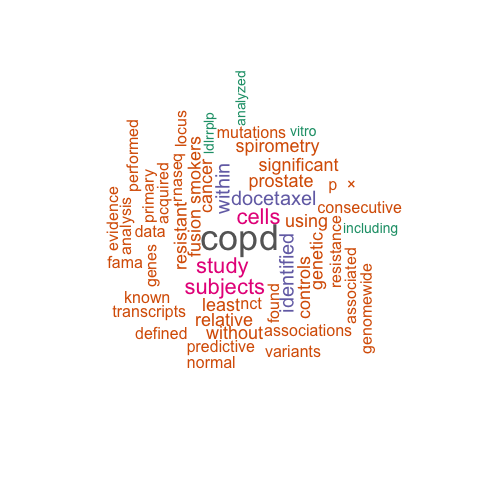 analyzed
ldlrrplp
mutations
vitro
locus
performed
spirometry
smokers
significant
rnaseq
cancer
within
prostate
p
×
acquired
primary
docetaxel
consecutive
evidence
analysis
data
resistant
fusion
cells
using
including
copd
fama
genes
study
identified
controls
genetic
resistance
associated
genomewide
subjects
known
transcripts
least
nct
found
relative
defined
without
associations
predictive
variants
normal